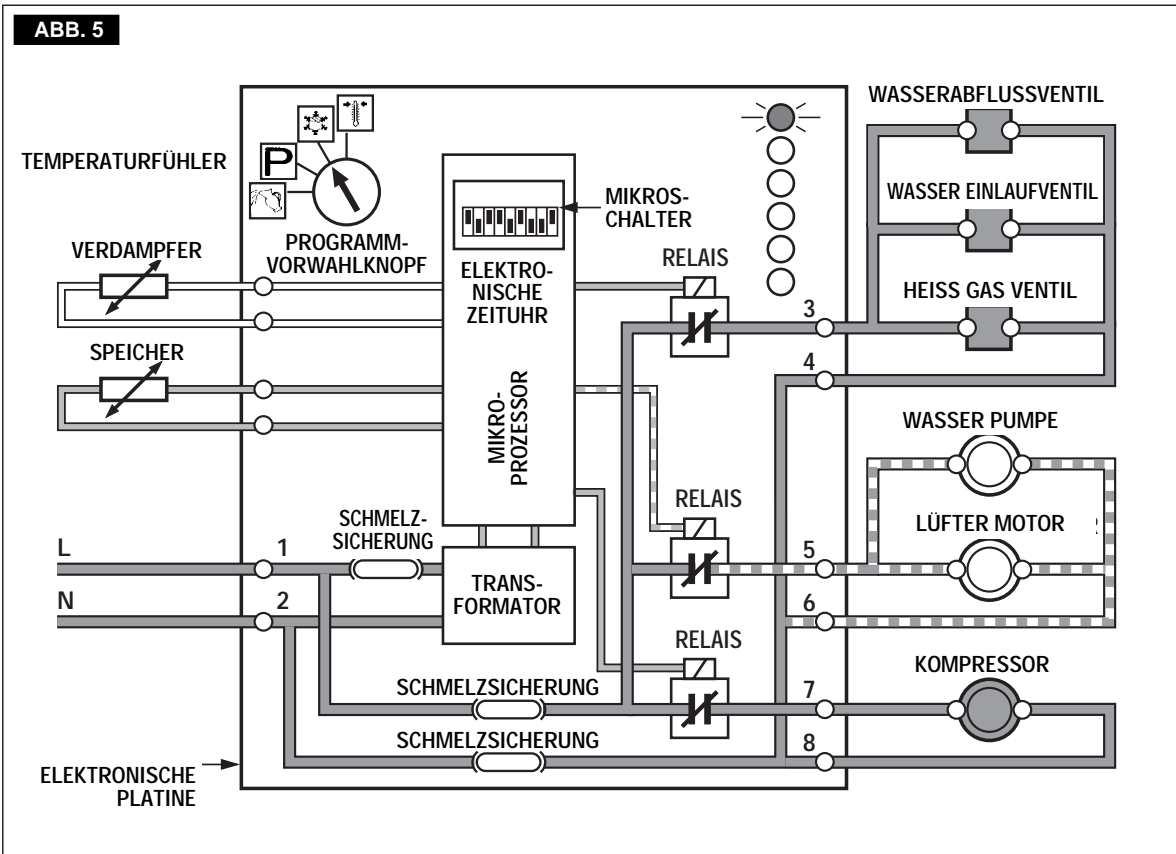 ABB. 5
TEMPERATURFÜHLER
P
VERDAMPFER
SPEICHER
PROGRAMM-
VORWAHLKNOPF
MIKROS-
CHALTER
ELEKTRO-
NISCHE
ZEITUHR
MIKRO-
PROZESSOR
SCHMELZ-
SICHERUNG
TRANS-
FORMATOR
L
N
1
2
RELAIS
RELAIS
RELAIS
SCHMELZSICHERUNG
SCHMELZSICHERUNG
ELEKTRONISCHE
PLATINE
3
4
5
6
7
8
WASSERABFLUSSVENTIL
WASSER EINLAUFVENTIL
HEISS GAS VENTIL
WASSER PUMPE
LÜFTER MOTOR
KOMPRESSOR